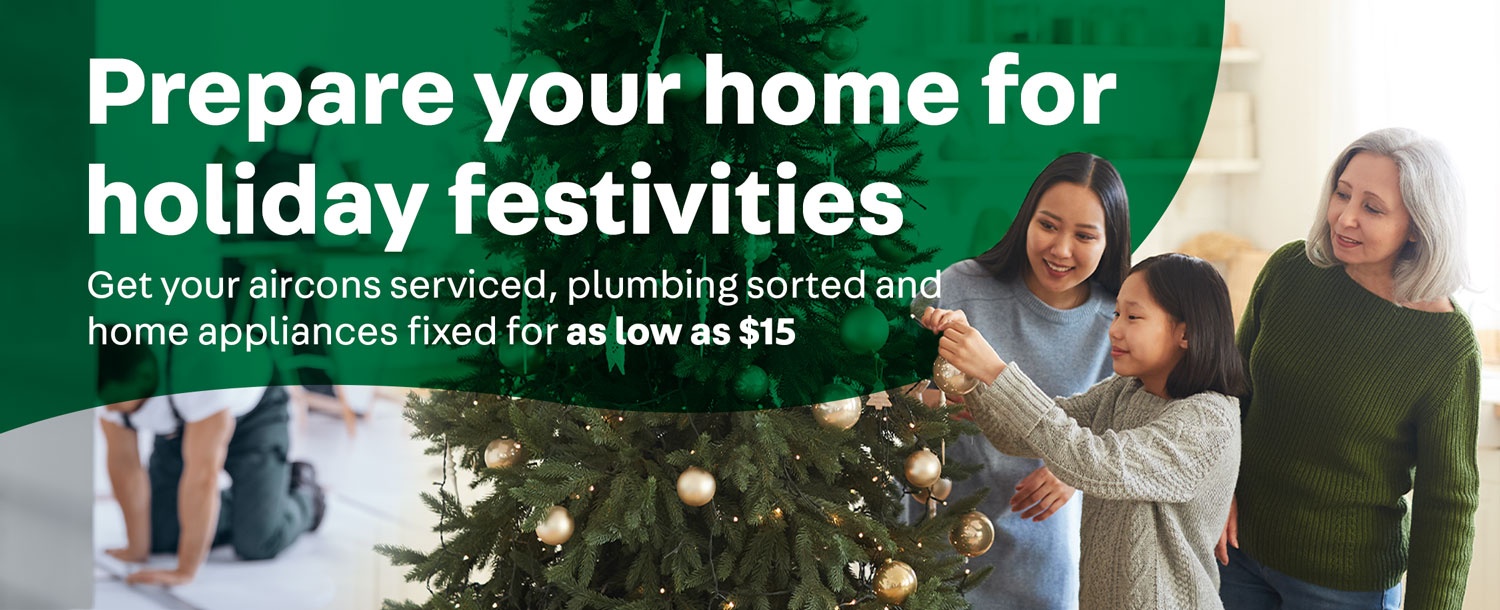 Prepare your home for
holiday festivities
Get your aircons serviced, plumbing sorted and
home appliances fixed for as low as $15